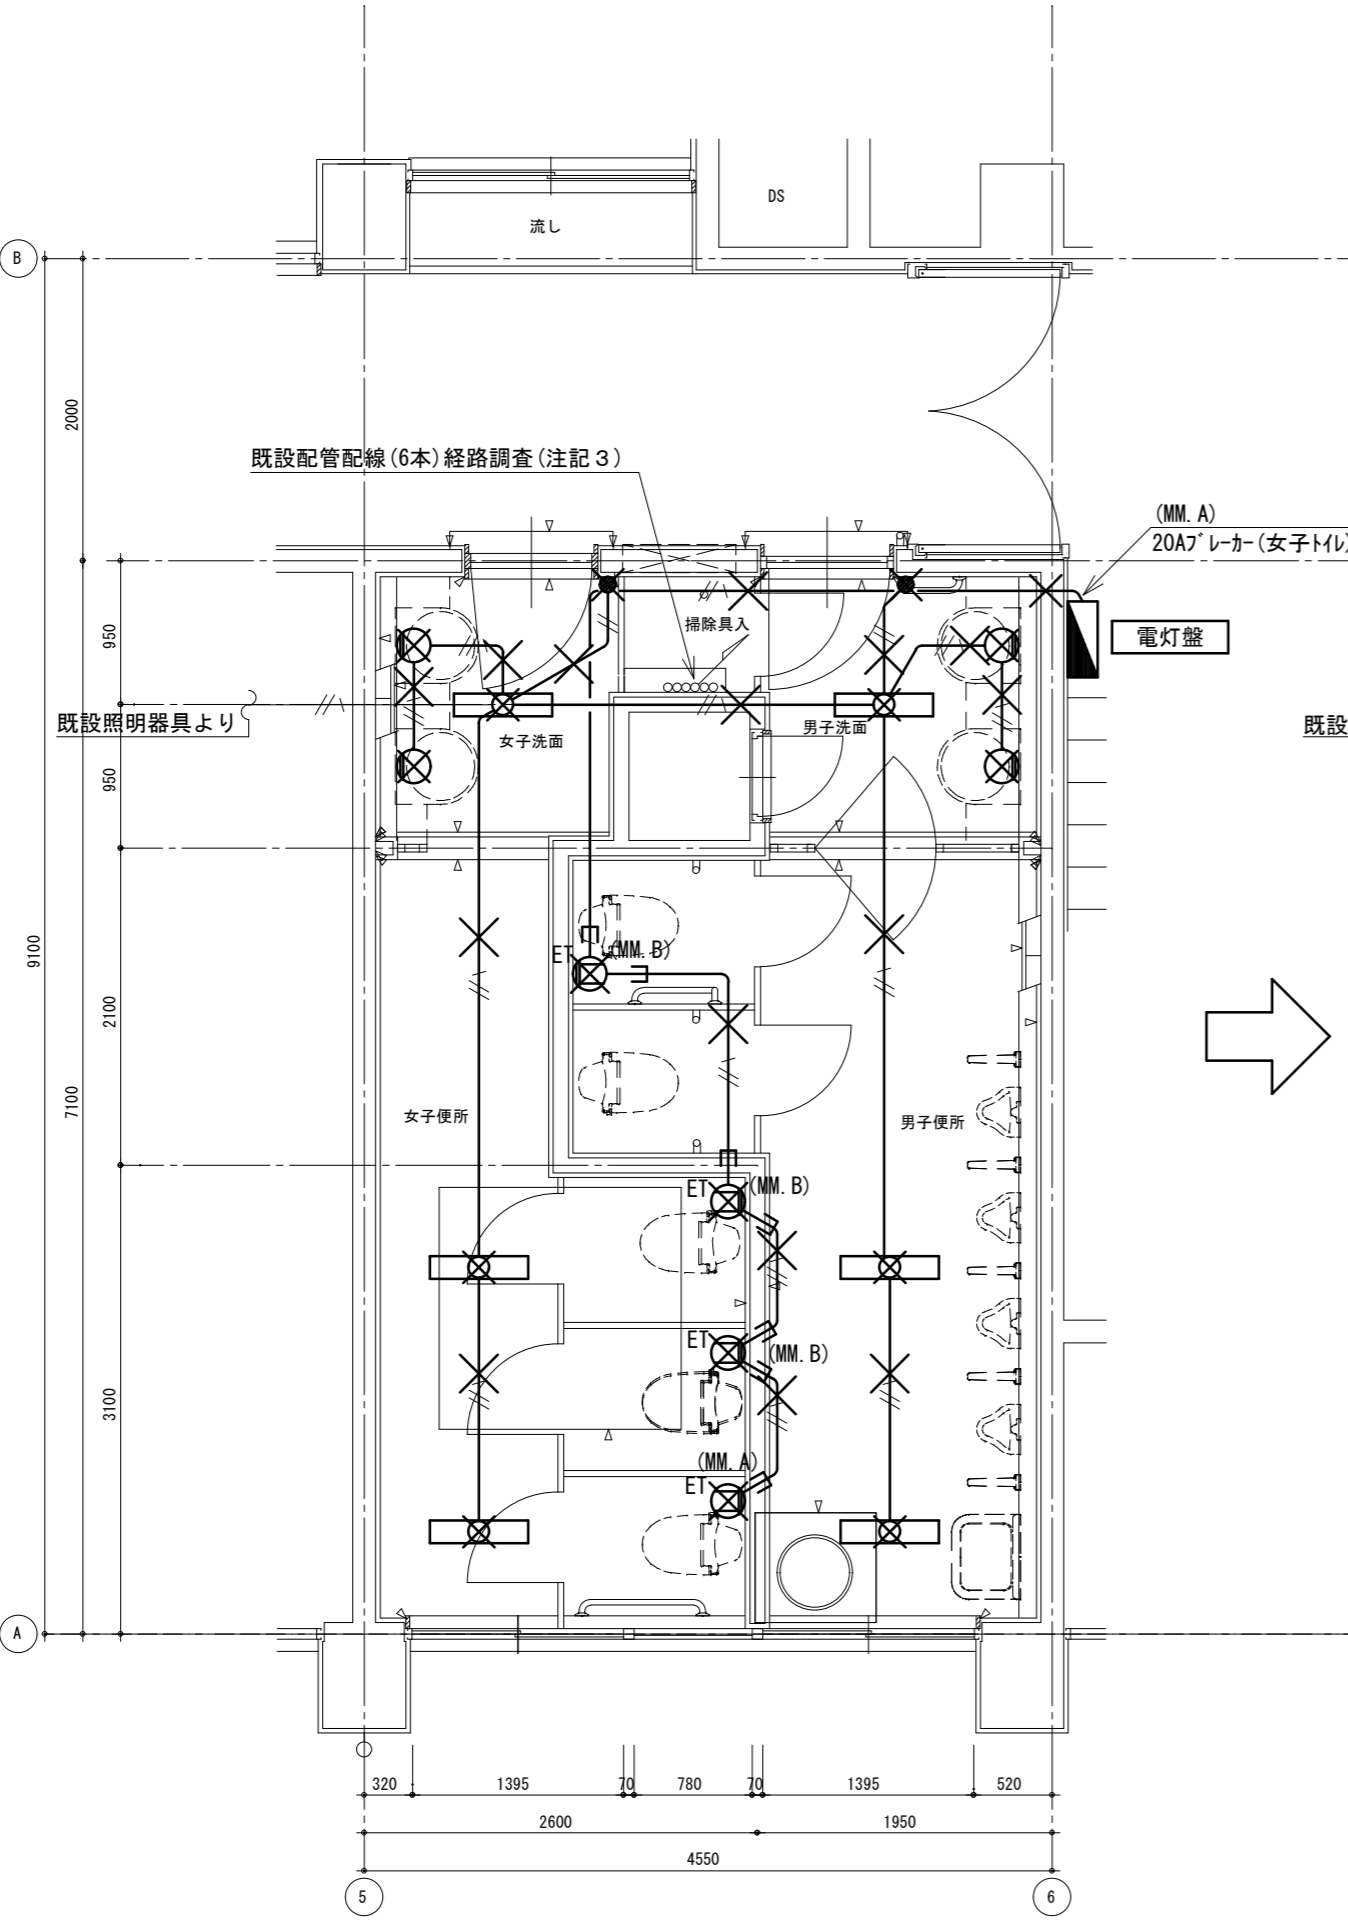 DS
流し
B
2000
既設配管配線(6本)経路調査(注記３)
(MM. A)
20Aブレーカー(女子トイレ)
電灯盤
掃除具入
950
既設照明器具より
女子洗面
男子洗面
既設
950
ET
(MM. B)
9100
2100
7100
女子便所
男子便所
ET
(MM. B)
ET
(MM. B)
3100
(MM. A)
ET
A
320
1395
70
780
70
1395
520
2600
1950
4550
5
6